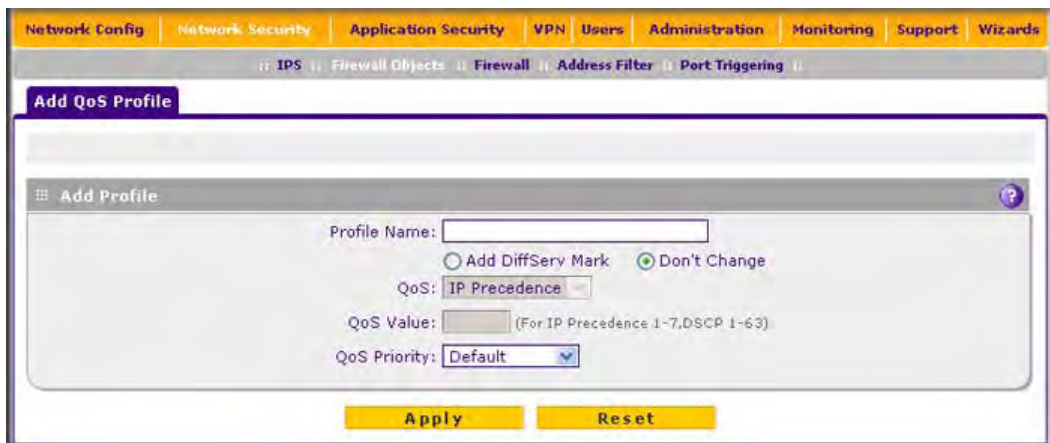 Network Config Network Security Application Security VPN Users Administration Monitoring Support Wizards
:: IPS :: Firewall Objects :: Firewall :: Address Filter :: Port Triggering ::
Add QoS Profile
Add Profile ?
Profile Name:
Add DiffServ Mark Don't Change
QoS: IP Precedence
QoS Value: (For IP Precedence 1-7,DSCP 1-63)
QoS Priority: Default
Apply Reset